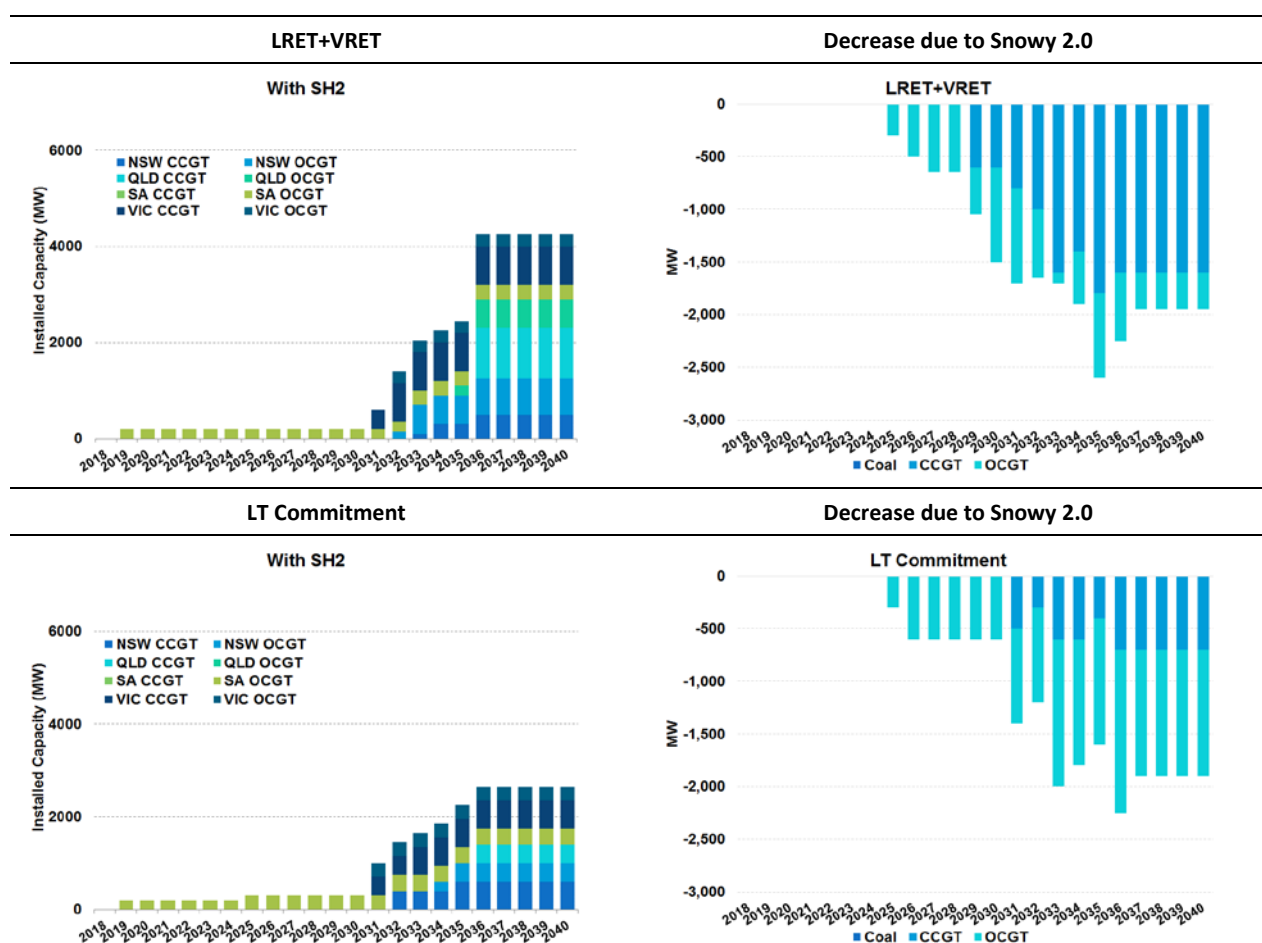 LRET+VRET
Decrease due to Snowy 2.0
With SH2
6000
4000
2000
0
Installed Capacity (MW)
NSW CCGT NSW OCGT
QLD CCGT QLD OCGT
SA CCGT SA OCGT
VIC CCGT VIC OCGT
2018 2019 2020 2021 2022 2023 2024 2025 2026 2027 2028 2029 2030 2031 2032 2033 2034 2035 2036 2037 2038 2039 2040
LRET+VRET
0
-500
-1,000
-1,500
-2,000
-2,500
-3,000
MW
2018 2019 2020 2021 2022 2023 2024 2025 2026 2027 2028 2029 2030 2031 2032 2033 2034 2035 2036 2037 2038 2039 2040
Coal CCGT OCGT
LT Commitment
Decrease due to Snowy 2.0
With SH2
6000
4000
2000
0
Installed Capacity (MW)
NSW CCGT NSW OCGT
QLD CCGT QLD OCGT
SA CCGT SA OCGT
VIC CCGT VIC OCGT
2018 2019 2020 2021 2022 2023 2024 2025 2026 2027 2028 2029 2030 2031 2032 2033 2034 2035 2036 2037 2038 2039 2040
LT Commitment
0
-500
-1,000
-1,500
-2,000
-2,500
-3,000
MW
2018 2019 2020 2021 2022 2023 2024 2025 2026 2027 2028 2029 2030 2031 2032 2033 2034 2035 2036 2037 2038 2039 2040
Coal CCGT OCGT